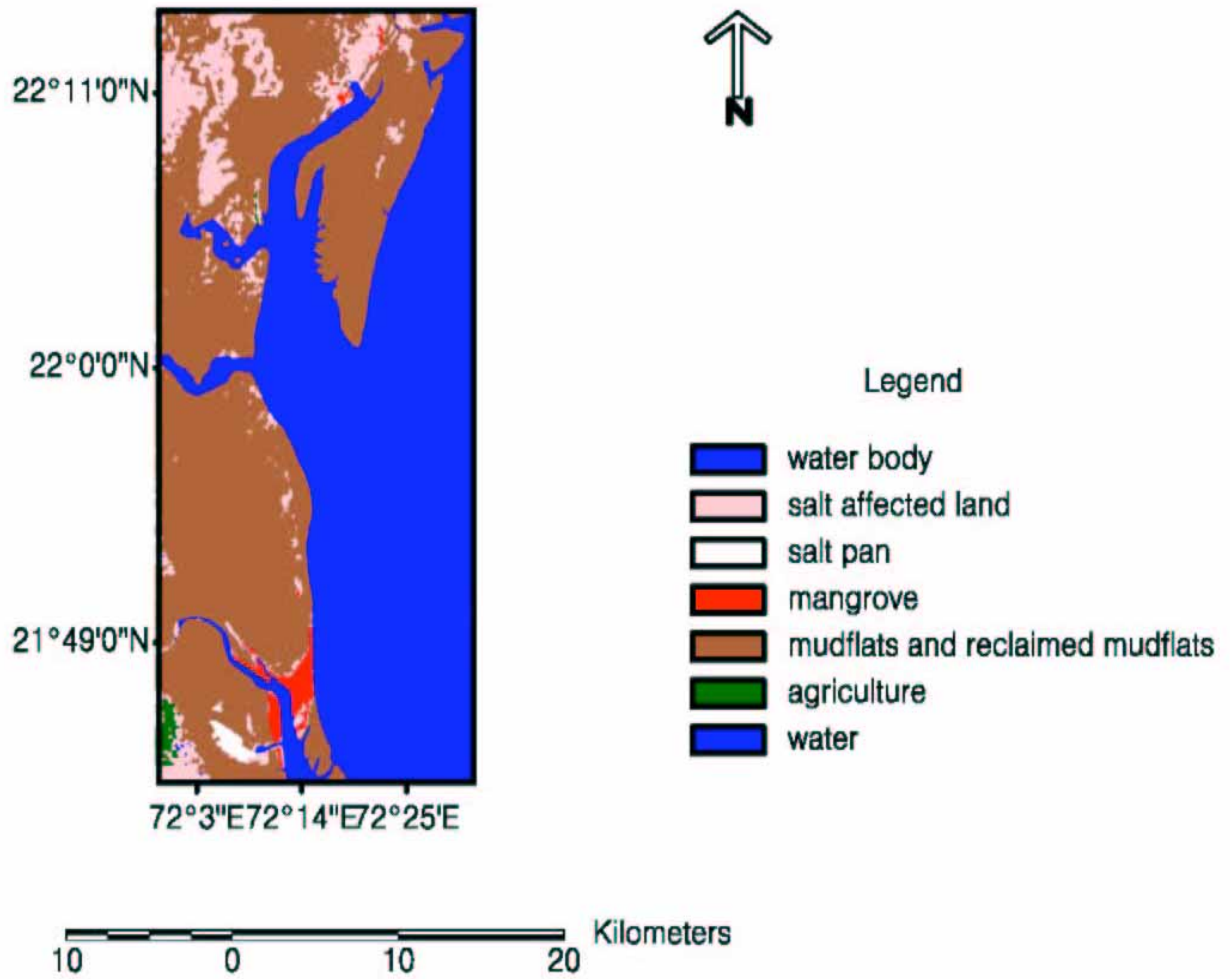 N
22°11'0"N
22°0'0"N
21°49'0"N
72°3"E72°14"E72°25'E
Legend
water body
salt affected land
salt pan
mangrove
mudflats and reclaimed mudflats
agriculture
water
Kilometers
10 0 10 20